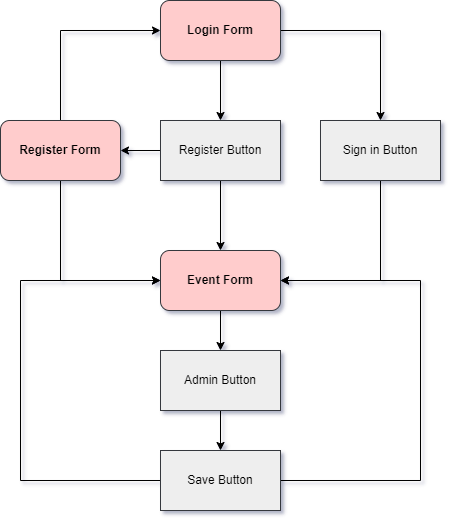 Login Form
Register Form
Register Button
Sign in Button
Event Form
Admin Button
Save Button